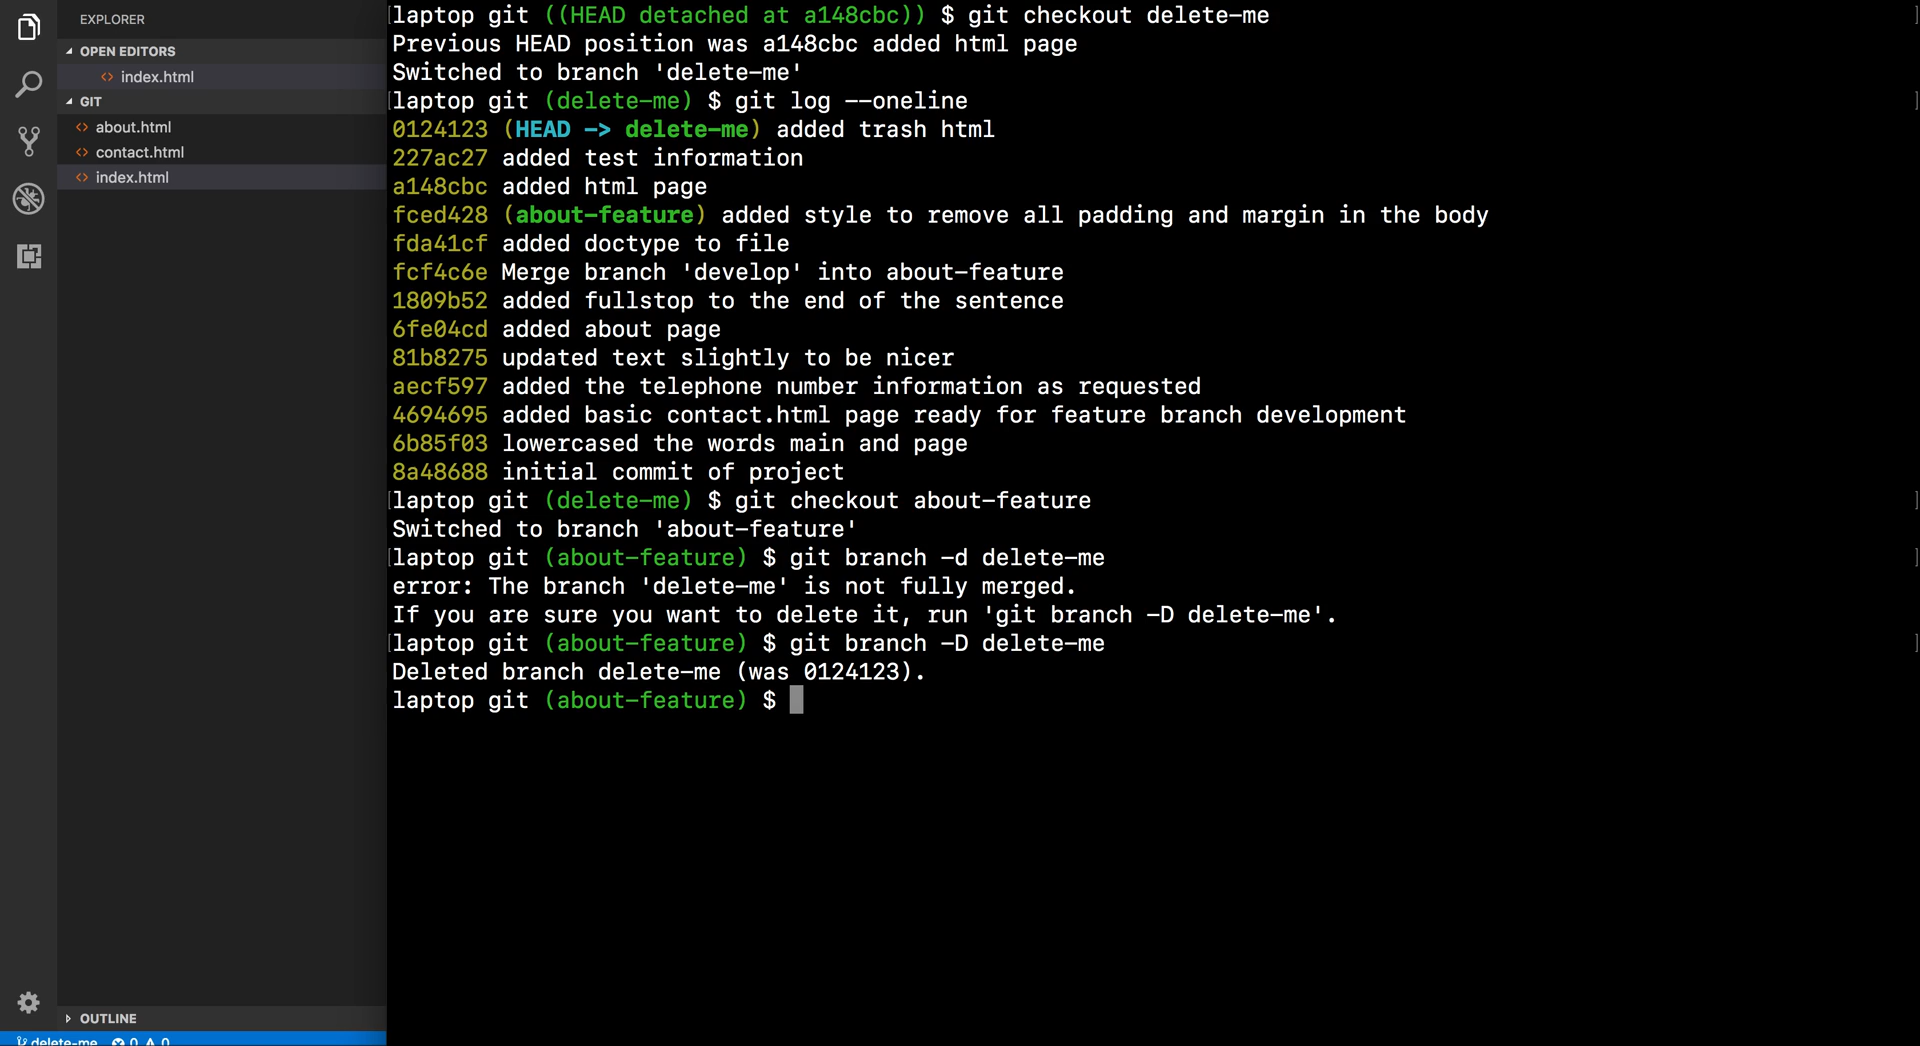 EXPLORER
OPEN EDITORS
<> index.html
GIT
<> about.html
<> contact.html
<> index.html
OUTLINE
delete-me 0 0
[laptop git ((HEAD detached at a148cbc)) $ git checkout delete-me ]
Previous HEAD position was a148cbc added html page
Switched to branch 'delete-me'
[laptop git (delete-me) $ git log --oneline ]
0124123 (HEAD -> delete-me) added trash html
227ac27 added test information
a148cbc added html page
fced428 (about-feature) added style to remove all padding and margin in the body
fda41cf added doctype to file
fcf4c6e Merge branch 'develop' into about-feature
1809b52 added fullstop to the end of the sentence
6fe04cd added about page
81b8275 updated text slightly to be nicer
aecf597 added the telephone number information as requested
4694695 added basic contact.html page ready for feature branch development
6b85f03 lowercased the words main and page
8a48688 initial commit of project
[laptop git (delete-me) $ git checkout about-feature ]
Switched to branch 'about-feature'
[laptop git (about-feature) $ git branch -d delete-me ]
error: The branch 'delete-me' is not fully merged.
If you are sure you want to delete it, run 'git branch -D delete-me'.
[laptop git (about-feature) $ git branch -D delete-me ]
Deleted branch delete-me (was 0124123).
laptop git (about-feature) $